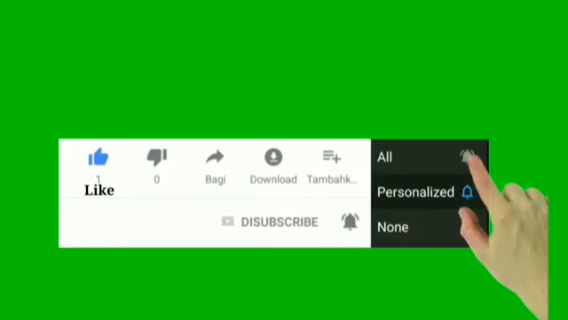 1
0
Bagi
Download
Tambahk...
Like
DISUBSCRIBE
All
Personalized
None